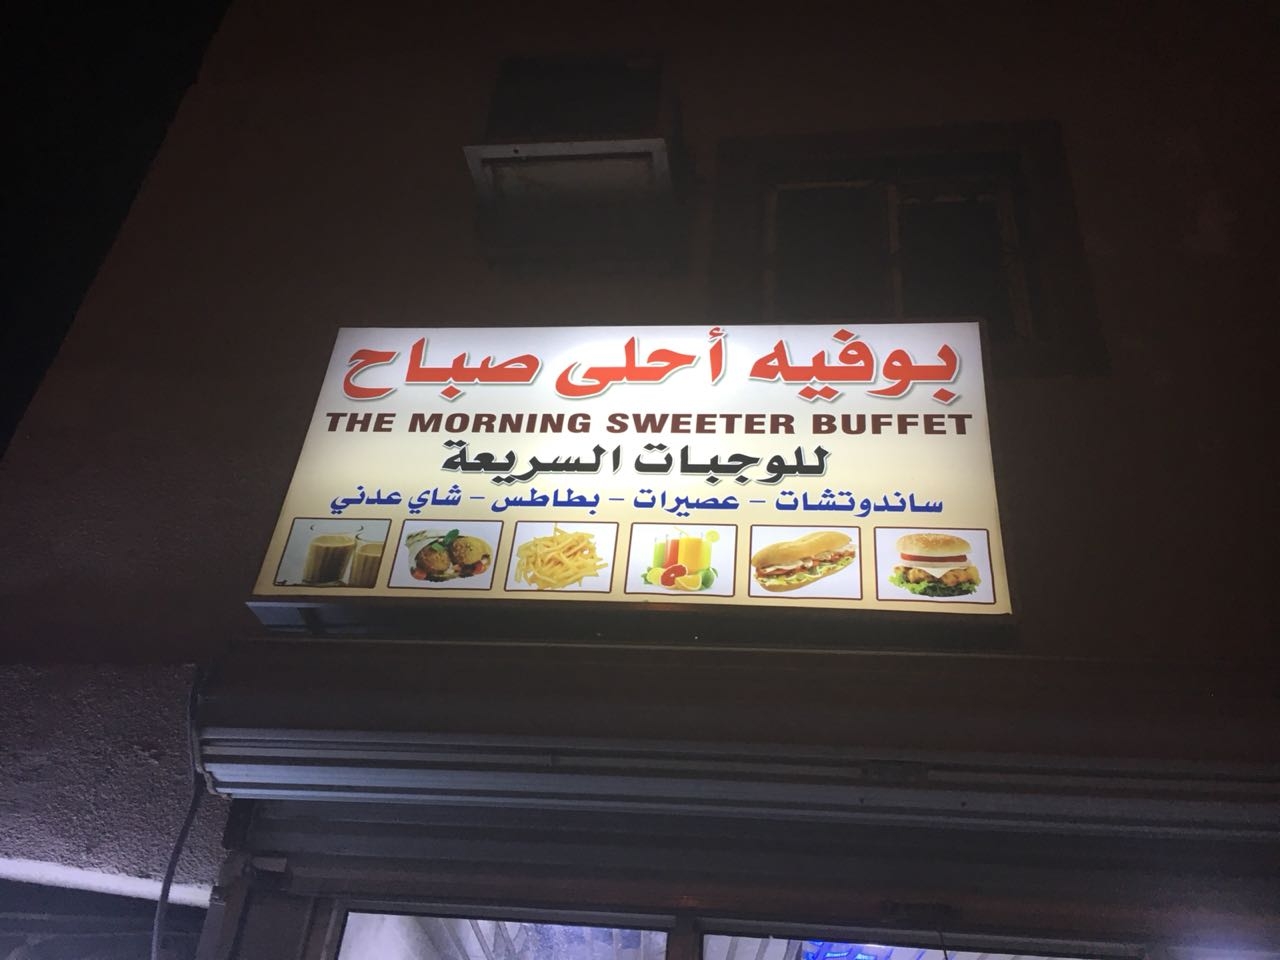 بوفيه أحلى صباح
THE MORNING SWEETER BUFFET
للوجبات السريعة
ساندوتشات - عصيرات - بطاطس - شاي عدني